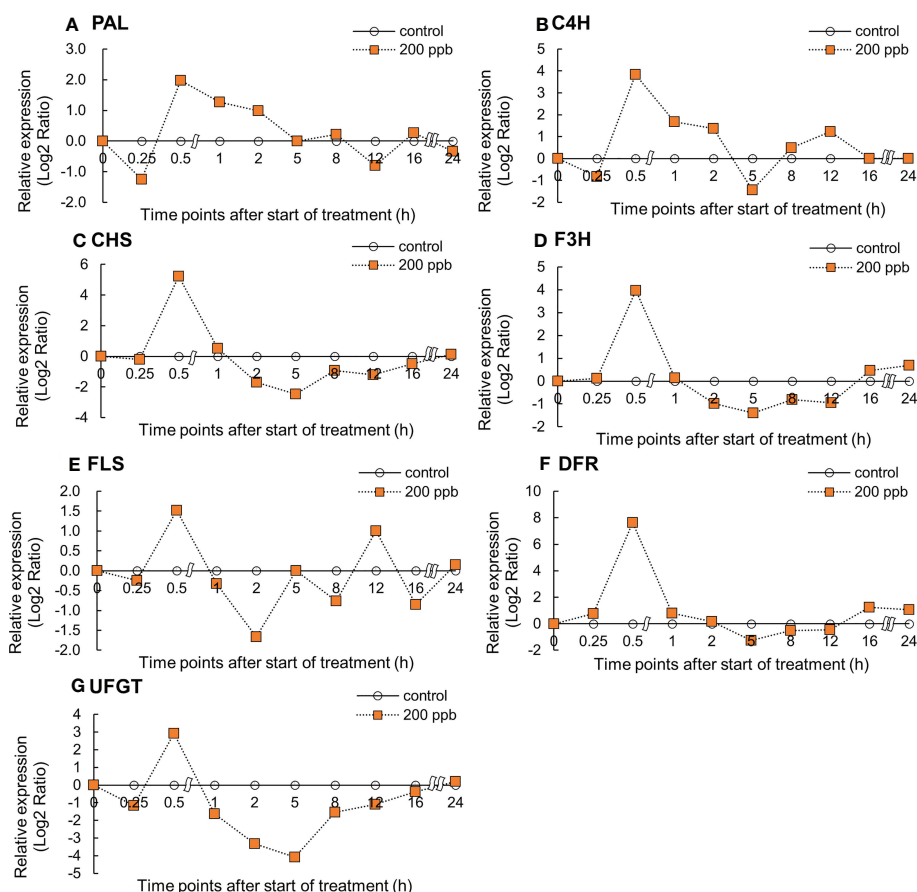 A PAL
control
200 ppb
3.0
2.0
1.0
0.0
-1.0
-2.0
0 0.25 0.5 1 2 5 8 12 16 24
Relative expression
(Log2 Ratio)
Time points after start of treatment (h)
B C4H
control
200 ppb
5
4
3
2
1
0
-1
-2
0 0.25 0.5 1 2 5 8 12 16 24
Relative expression
(Log2 Ratio)
Time points after start of treatment (h)
C CHS
control
200 ppb
6
4
2
0
-2
-4
0 0.25 0.5 1 2 5 8 12 16 24
Relative expression
(Log2 Ratio)
Time points after start of treatment (h)
D F3H
control
200 ppb
5
4
3
2
1
0
-1
-2
0 0.25 0.5 1 2 5 8 12 16 24
Relative expression
(Log2 Ratio)
Time points after start of treatment (h)
E FLS
control
200 ppb
2.0
1.5
1.0
0.5
0.0
-0.5
-1.0
-1.5
-2.0
0 0.25 0.5 1 2 5 8 12 16 24
Relative expression
(Log2 Ratio)
Time points after start of treatment (h)
F DFR
control
200 ppb
10
8
6
4
2
0
-2
0 0.25 0.5 1 2 5 8 12 16 24
Relative expression
(Log2 Ratio)
Time points after start of treatment (h)
G UFGT
control
200 ppb
4
3
2
1
0
-1
-2
-3
-4
-5
0 0.25 0.5 1 2 5 8 12 16 24
Relative expression
(Log2 Ratio)
Time points after start of treatment (h)